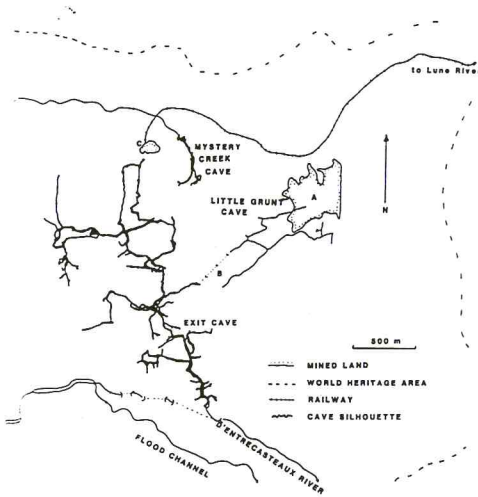 to Lune River
MYSTERY
CREEK
CAVE
LITTLE GRUNT
CAVE
A
N
B
EXIT CAVE
500 m
MINED LAND
WORLD HERITAGE AREA
RAILWAY
CAVE SILHOUETTE
D'ENTRECASTEAUX RIVER
FLOOD CHANNEL